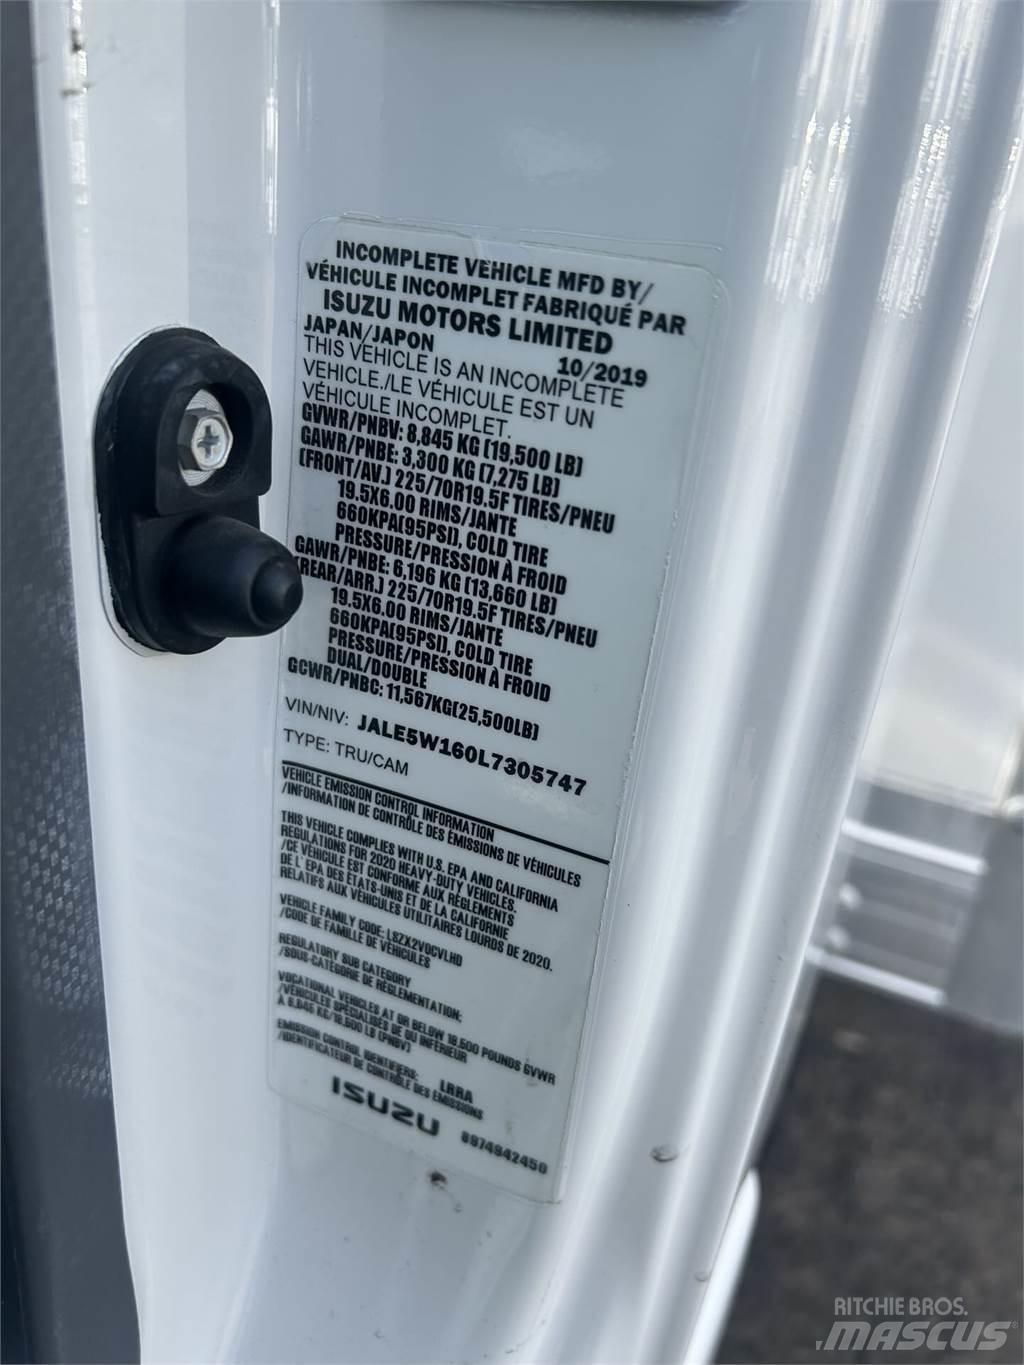 INCOMPLETE VEHICLE MFD BY/
VÉHICULE INCOMPLET FABRIQUÉ PAR
ISUZU MOTORS LIMITED
JAPAN/JAPON 10/2019
THIS VEHICLE IS AN INCOMPLETE
VEHICLE./LE VÉHICULE EST UN
VÉHICULE INCOMPLET.
GVWR/PNBV: 8,845 KG (19,500 LB)
GAWR/PNBE: 3,300 KG (7,275 LB)
(FRONT/AV.) 225/70R19.5F TIRES/PNEU
19.5X6.00 RIMS/JANTE
660KPA(95PSI), COLD TIRE
PRESSURE/PRESSION À FROID
GAWR/PNBE: 6,196 KG (13,660 LB)
(REAR/ARR.) 225/70R19.5F TIRES/PNEU
19.5X6.00 RIMS/JANTE
660KPA(95PSI), COLD TIRE
PRESSURE/PRESSION À FROID
DUAL/DOUBLE
GCWR/PNBC: 11,567KG(25,500LB)
VIN/NIV: JALE5W160L7305747
TYPE: TRU/CAM
VEHICLE EMISSION CONTROL INFORMATION
/INFORMATION DE CONTRÔLE DES ÉMISSIONS DE VÉHICULES
THIS VEHICLE COMPLIES WITH U.S. EPA AND CALIFORNIA
REGULATIONS FOR 2020 HEAVY-DUTY VEHICLES.
/CE VÉHICULE EST CONFORME AUX RÈGLEMENTS
DE L'EPA DES ÉTATS-UNIS ET DE LA CALIFORNIE
RELATIFS AUX VÉHICULES UTILITAIRES LOURDS DE 2020.
VEHICLE FAMILY CODE: LSZX2VOCVLHD
/CODE DE FAMILLE DE VÉHICULES
REGULATORY SUB CATEGORY
/SOUS-CATÉGORIE DE RÉGLEMENTATION:
VOCATIONAL VEHICLES AT OR BELOW 19,500 POUNDS GVWR
/VÉHICULES SPÉCIALISÉS DE OU INFÉRIEUR
À 8,845 KG/19,500 LB (PNBV)
EMISSION CONTROL IDENTIFIERS: LRRA
/IDENTIFICATEUR DE CONTRÔLE DES ÉMISSIONS
ISUZU 8974942450
RITCHIE BROS.
MASCUS